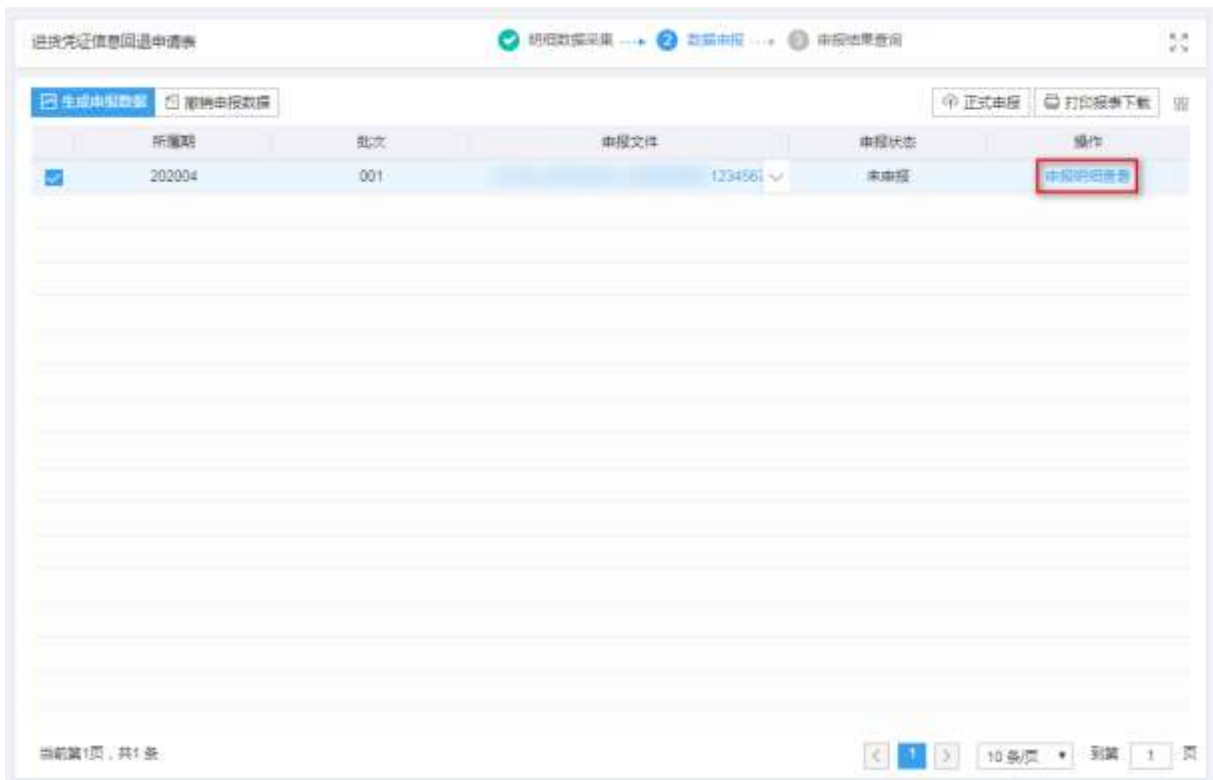 进货凭证信息回退申请表 明细数据采集 2 数据申报 3 申报结果查询
生成申报数据 撤销申报数据 正式申报 打印报表下载
所属期 批次 申报文件 申报状态 操作
202004 001 1234567 未申报 申报明细查看
当前第1页，共1条 < 1 > 10 条/页 到第 1 页